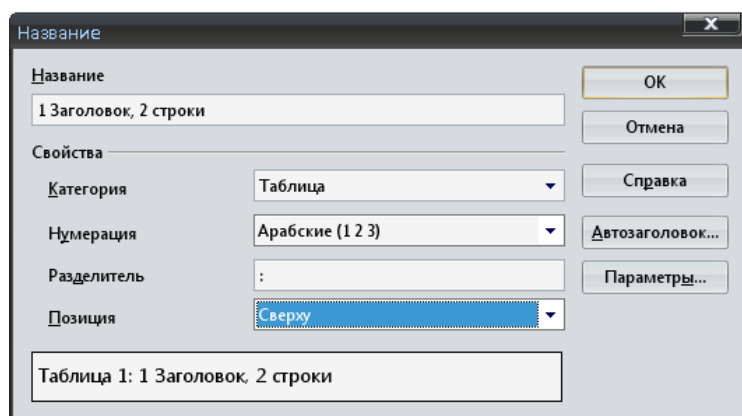 Название
Название
1 Заголовок, 2 строки
Свойства
Категория
Таблица
Нумерация
Арабские (1 2 3)
Разделитель
:
Позиция
Сверху
Таблица 1: 1 Заголовок, 2 строки
OK
Отмена
Справка
Автозаголовок...
Параметры...